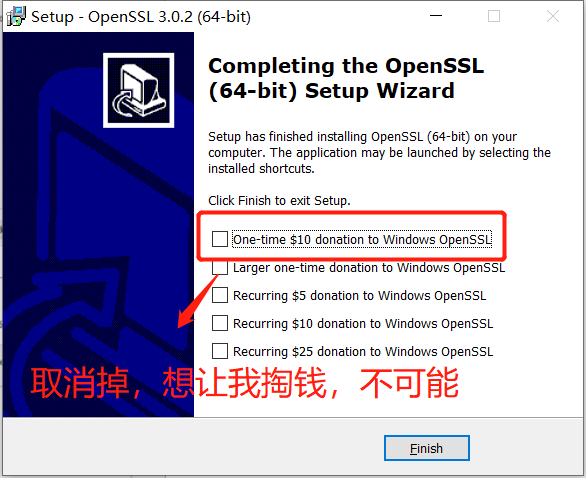 Setup - OpenSSL 3.0.2 (64-bit)
Completing the OpenSSL
(64-bit) Setup Wizard
Setup has finished installing OpenSSL (64-bit) on your
computer. The application may be launched by selecting the
installed shortcuts.
Click Finish to exit Setup.
One-time $10 donation to Windows OpenSSL
Larger one-time donation to Windows OpenSSL
Recurring $5 donation to Windows OpenSSL
Recurring $10 donation to Windows OpenSSL
Recurring $25 donation to Windows OpenSSL
取消掉，想让我掏钱，不可能
Finish